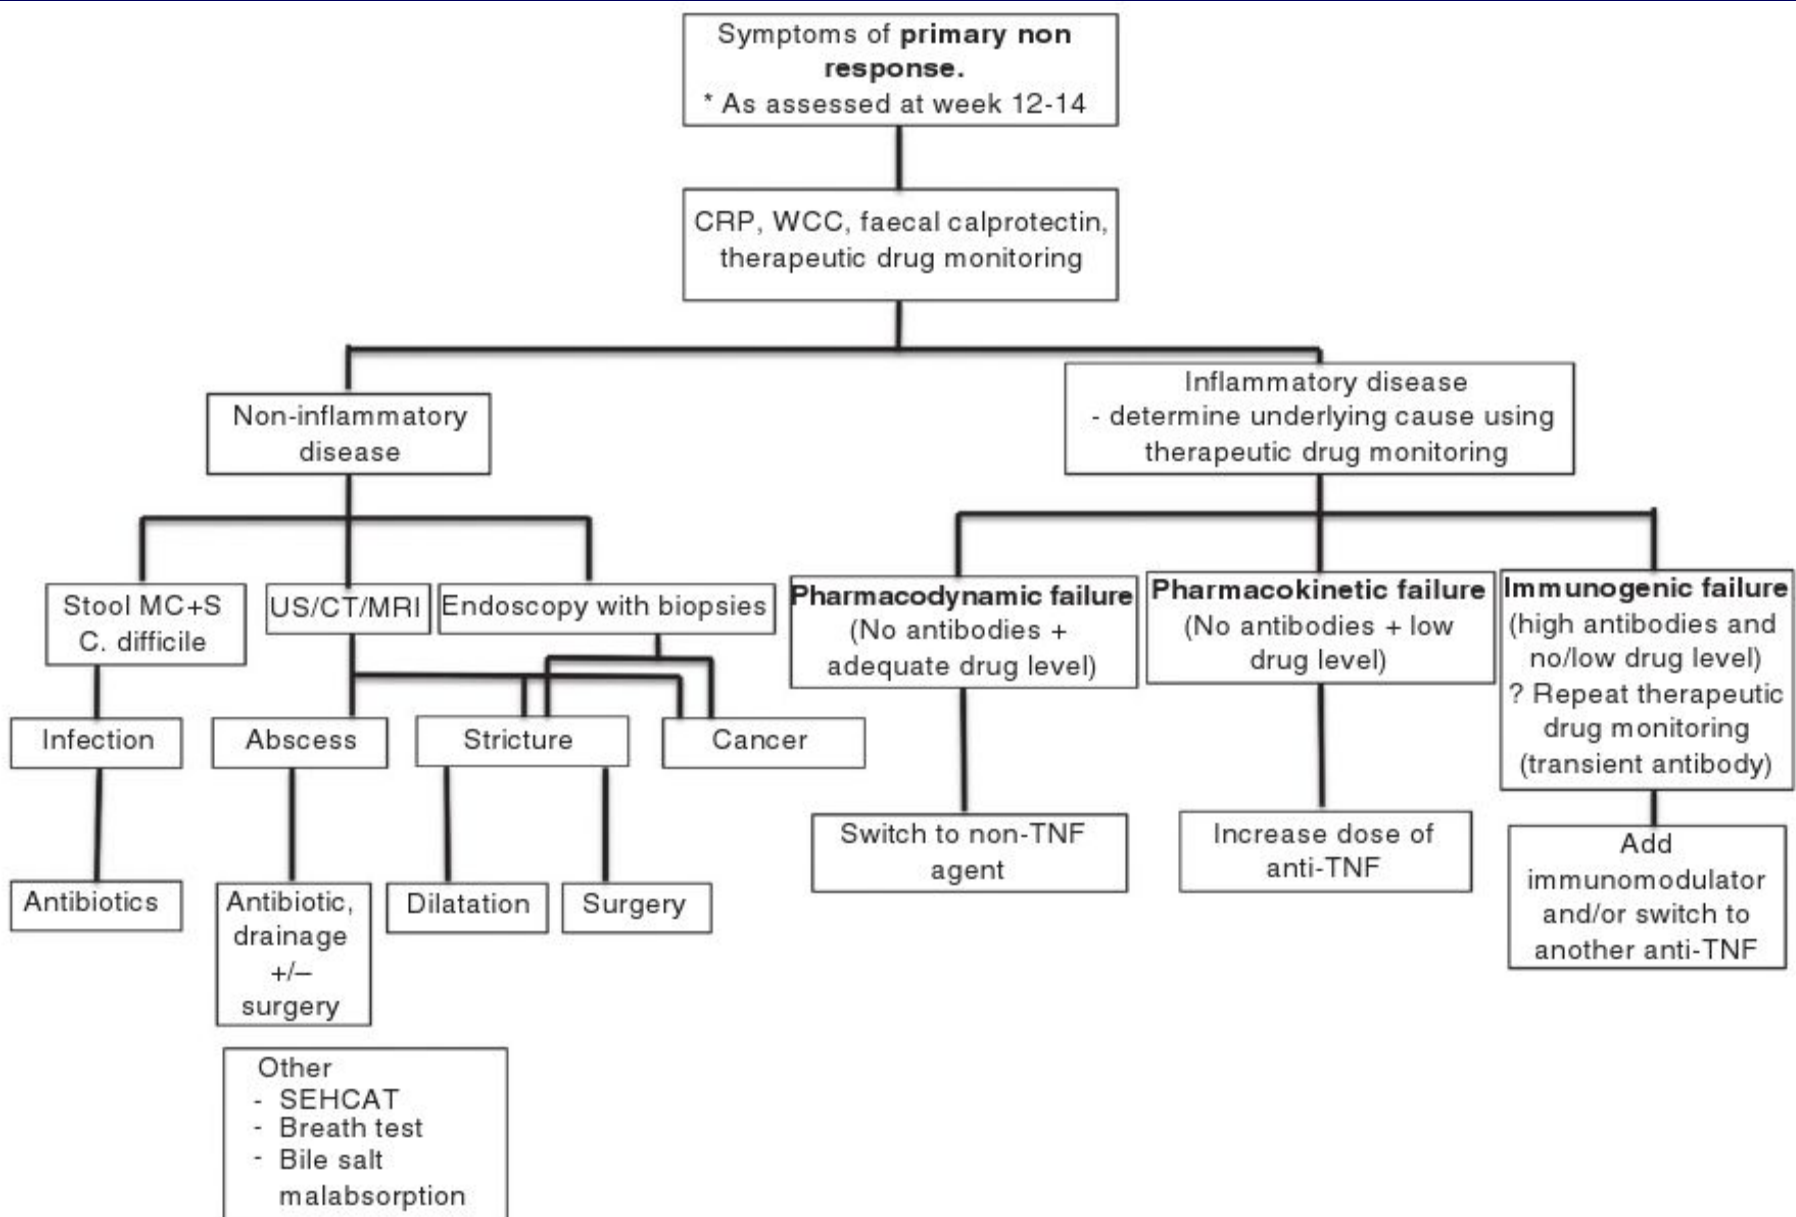 Symptoms of primary non
response.
* As assessed at week 12-14
CRP, WCC, faecal calprotectin,
therapeutic drug monitoring
Non-inflammatory
disease
Inflammatory disease
- determine underlying cause using
therapeutic drug monitoring
Stool MC+S
C. difficile
US/CT/MRI
Endoscopy with biopsies
Pharmacodynamic failure
(No antibodies +
adequate drug level)
Pharmacokinetic failure
(No antibodies + low
drug level)
Immunogenic failure
(high antibodies and
no/low drug level)
? Repeat therapeutic
drug monitoring
(transient antibody)
Infection
Abscess
Stricture
Cancer
Switch to non-TNF
agent
Increase dose of
anti-TNF
Add
immunomodulator
and/or switch to
another anti-TNF
Antibiotics
Antibiotic,
drainage
+/–
surgery
Dilatation
Surgery
Other
- SEHCAT
- Breath test
- Bile salt
malabsorption